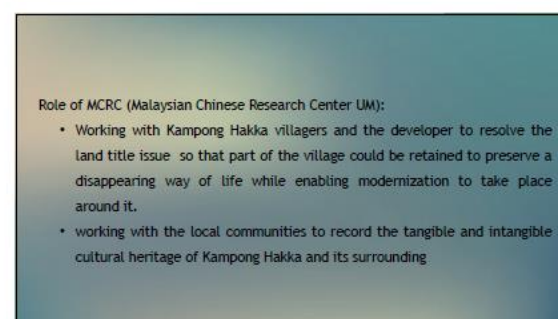 Role of MCRC (Malaysian Chinese Research Center UM):
• Working with Kampong Hakka villagers and the developer to resolve the
land title issue so that part of the village could be retained to preserve a
disappearing way of life while enabling modernization to take place
around it.
• working with the local communities to record the tangible and intangible
cultural heritage of Kampong Hakka and its surrounding